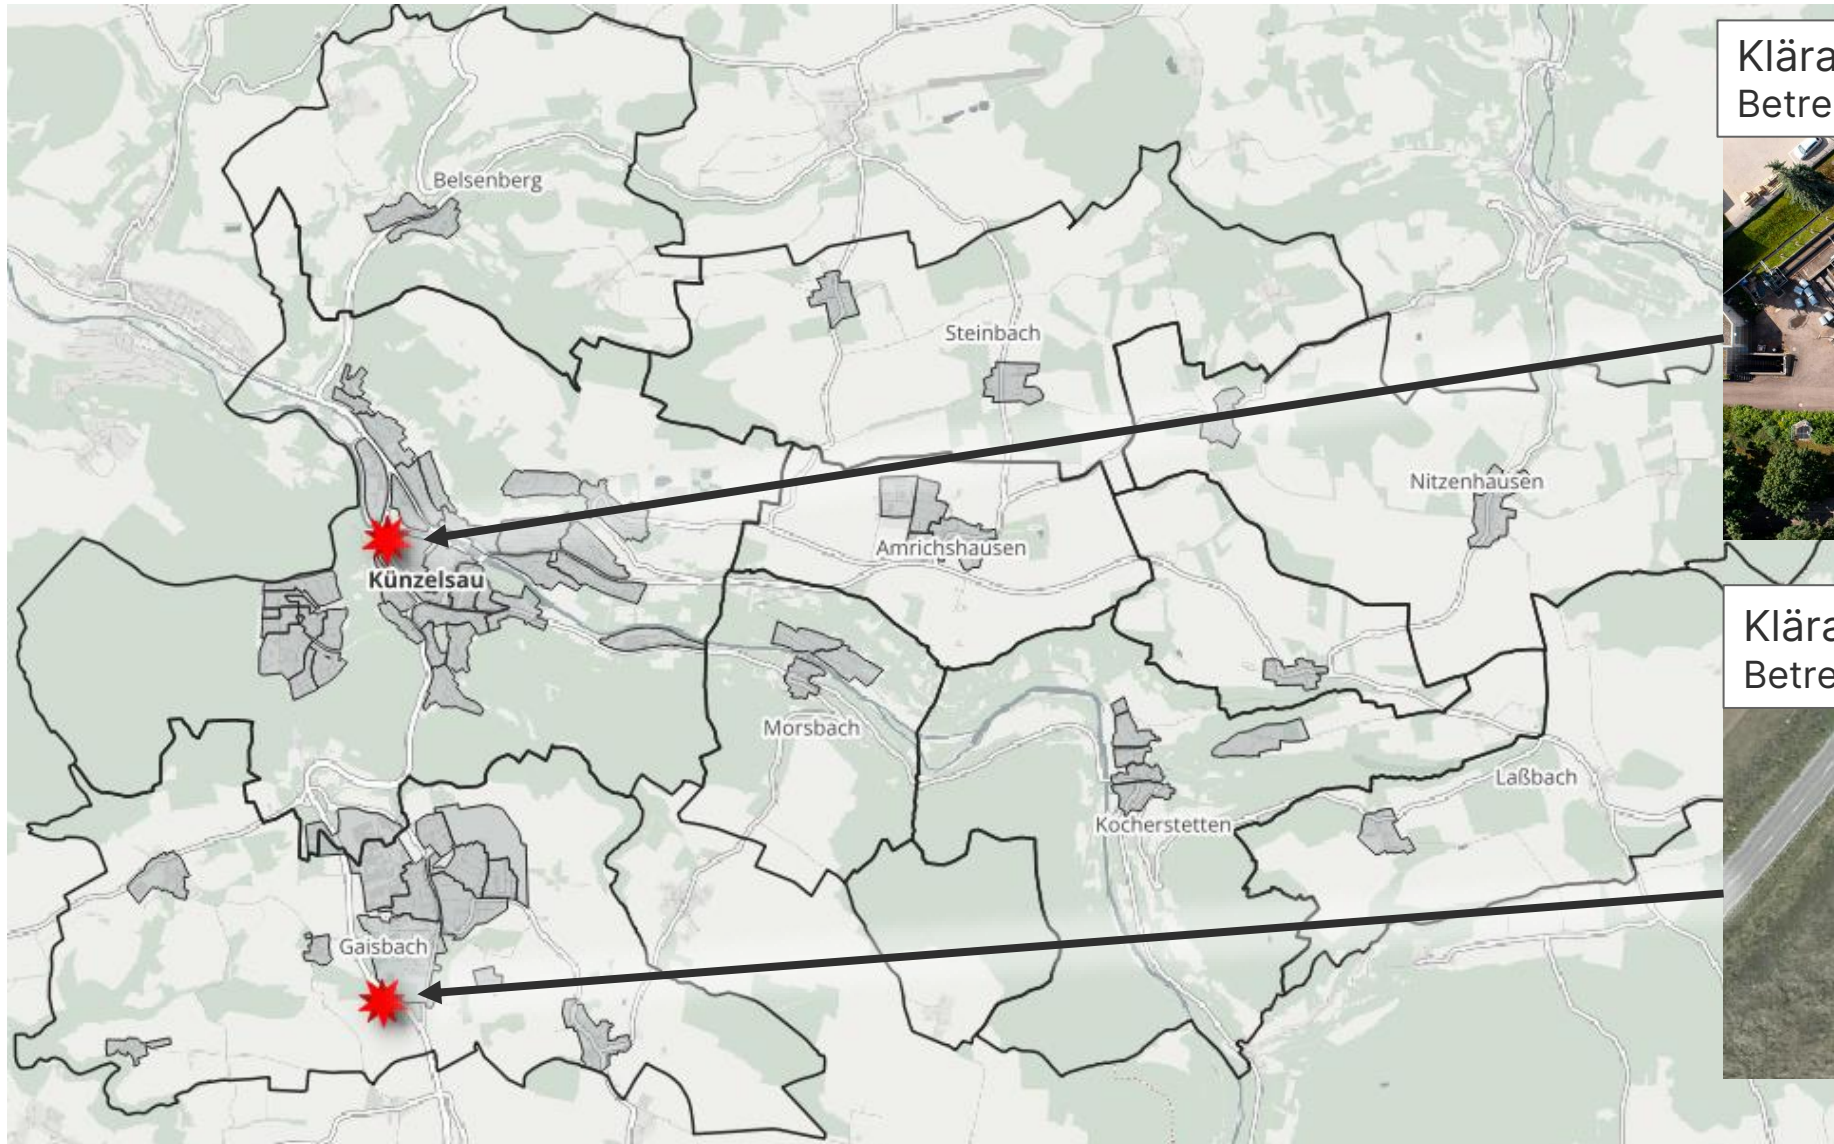 Klära
Betre
Belsenberg
Steinbach
Nitzenhausen
Amrichshausen
Künzelsau
Klära
Betre
Morsbach
Laßbach
Kocherstetten
Gaisbach